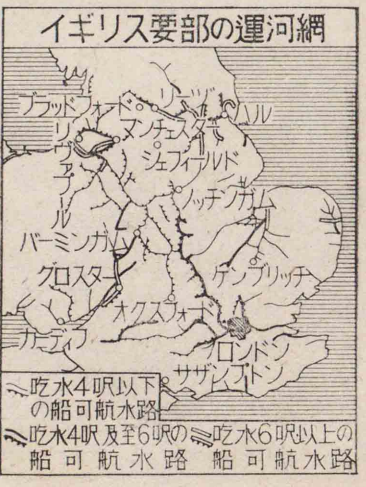 イギリス要部の運河網
ブラッドフォード
リーヅ
ハル
リヴァプール
マンチェスター
シェフィールド
ノッチンガム
バーミンガム
グロスター
ケンブリッヂ
オクスフォード
カーディフ
ロンドン
サザンプトン
吃水4呎以下
の船可航水路
吃水4呎及至6呎の
船可航水路
吃水6呎以上の
船可航水路